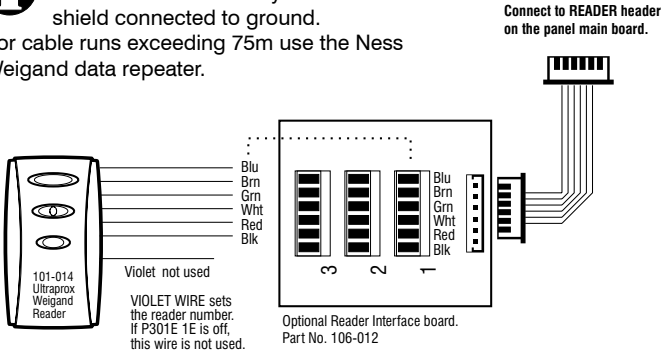 shield connected to ground.
or cable runs exceeding 75m use the Ness
Weigand data repeater.
Connect to READER header
on the panel main board.
Blu
Brn
Grn
Wht
Red
Blk
Blu
Brn
Grn
Wht
Red
Blk
3
2
1
101-014
Ultraprox
Weigand
Reader
Violet not used
VIOLET WIRE sets
the reader number.
If P301E 1E is off,
this wire is not used.
Optional Reader Interface board.
Part No. 106-012